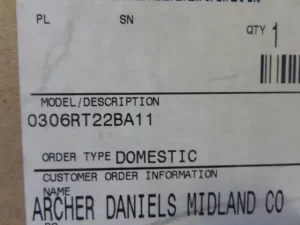 PL SN
QTY 1
MODEL/DESCRIPTION
0306RT22BA11
ORDER TYPE DOMESTIC
CUSTOMER ORDER INFORMATION
NAME
ARCHER DANIELS MIDLAND CO